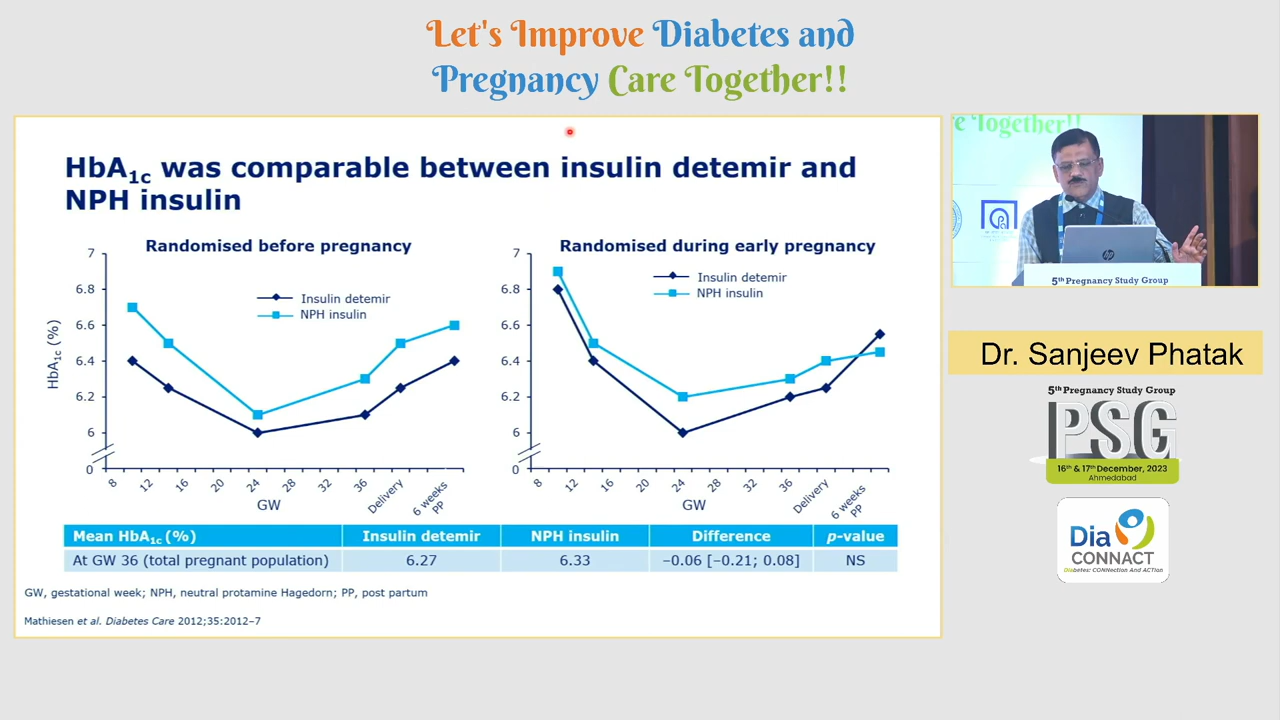 Let's Improve Diabetes and
Pregnancy Care Together!!
HbA1c was comparable between insulin detemir and
NPH insulin
Randomised before pregnancy
7
6.8
6.6
6.4
6.2
6
0
HbA1c (%)
Insulin detemir
NPH insulin
8
12
16
20
24
28
32
36
Delivery
6 weeks
PP
GW
Randomised during early pregnancy
7
6.8
6.6
6.4
6.2
6
0
Insulin detemir
NPH insulin
8
12
16
20
24
28
32
36
Delivery
6 weeks
PP
GW
Mean HbA1c (%) Insulin detemir NPH insulin Difference p-value
At GW 36 (total pregnant population) 6.27 6.33 −0.06 [−0.21; 0.08] NS
GW, gestational week; NPH, neutral protamine Hagedorn; PP, post partum
Mathiesen et al. Diabetes Care 2012;35:2012–7
e Together!!
hp
5th Pregnancy Study Group
Dr. Sanjeev Phatak
5th Pregnancy Study Group
PSG
16th & 17th December, 2023
Ahmedabad
Dia
CONNACT
Diabetes: CONNection And ACTion